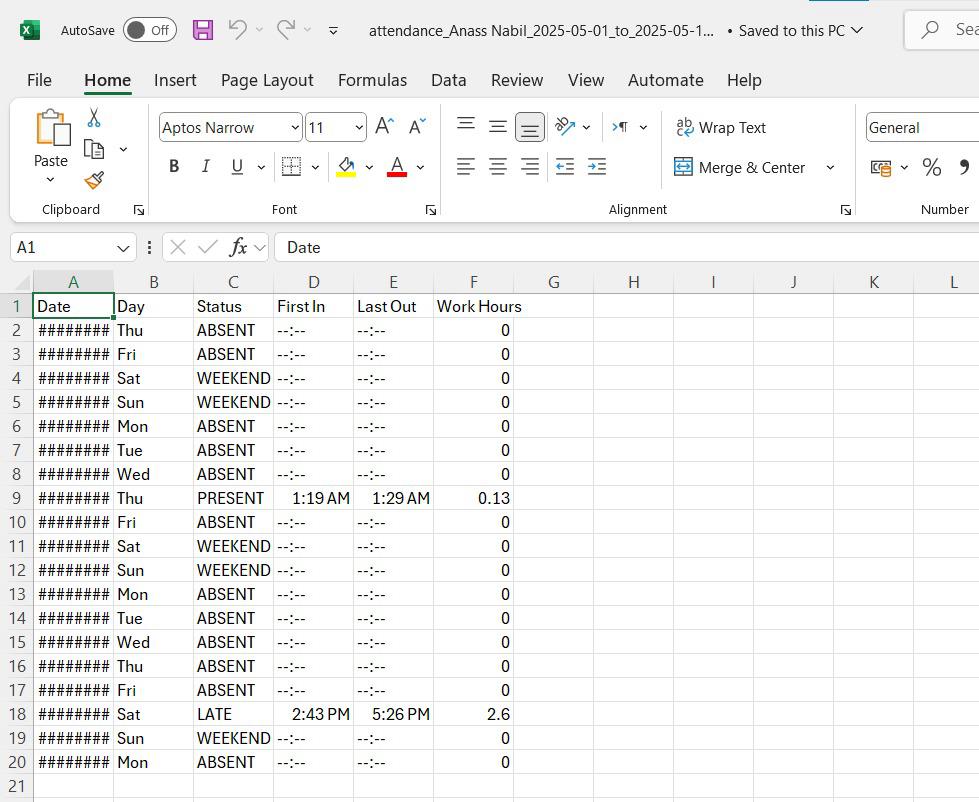 AutoSave Off attendance_Anass Nabil_2025-05-01_to_2025-05-1... • Saved to this PC
File Home Insert Page Layout Formulas Data Review View Automate Help
Aptos Narrow 11 A A Wrap Text General
Paste B I U A Merge & Center % 9
Clipboard Font Alignment Number
A1 fx Date
A B C D E F G H I J K L
1 Date Day Status First In Last Out Work Hours
2 ######## Thu ABSENT --:-- --:-- 0
3 ######## Fri ABSENT --:-- --:-- 0
4 ######## Sat WEEKEND --:-- --:-- 0
5 ######## Sun WEEKEND --:-- --:-- 0
6 ######## Mon ABSENT --:-- --:-- 0
7 ######## Tue ABSENT --:-- --:-- 0
8 ######## Wed ABSENT --:-- --:-- 0
9 ######## Thu PRESENT 1:19 AM 1:29 AM 0.13
10 ######## Fri ABSENT --:-- --:-- 0
11 ######## Sat WEEKEND --:-- --:-- 0
12 ######## Sun WEEKEND --:-- --:-- 0
13 ######## Mon ABSENT --:-- --:-- 0
14 ######## Tue ABSENT --:-- --:-- 0
15 ######## Wed ABSENT --:-- --:-- 0
16 ######## Thu ABSENT --:-- --:-- 0
17 ######## Fri ABSENT --:-- --:-- 0
18 ######## Sat LATE 2:43 PM 5:26 PM 2.6
19 ######## Sun WEEKEND --:-- --:-- 0
20 ######## Mon ABSENT --:-- --:-- 0
21